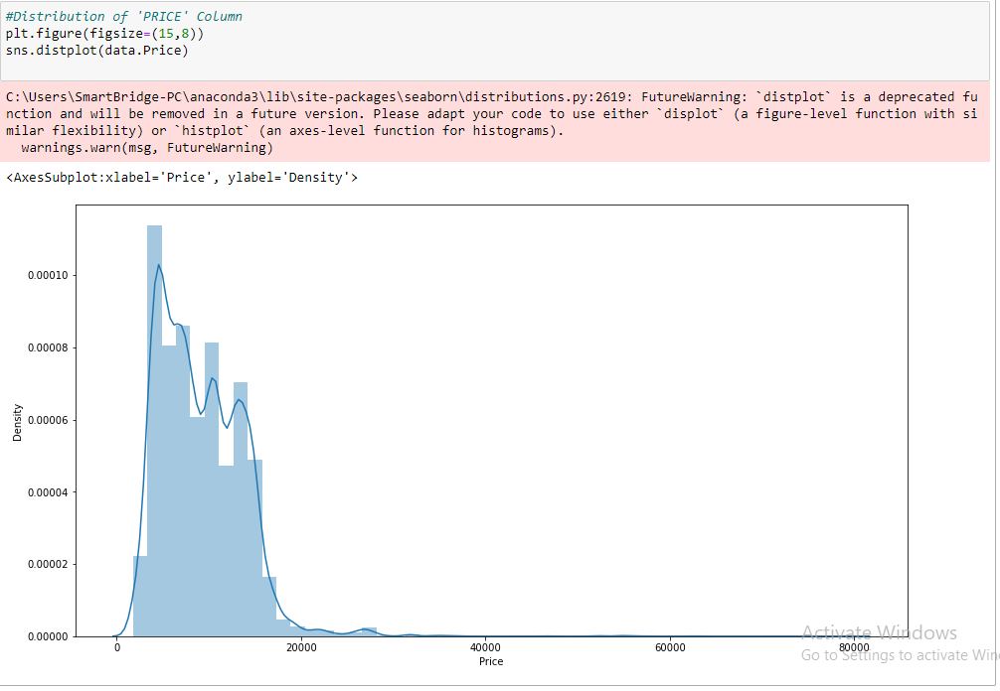 #Distribution of 'PRICE' Column
plt.figure(figsize=(15,8))
sns.distplot(data.Price)
C:\Users\SmartBridge-PC\anaconda3\lib\site-packages\seaborn\distributions.py:2619: FutureWarning: `distplot` is a deprecated fu
nction and will be removed in a future version. Please adapt your code to use either `displot` (a figure-level function with si
milar flexibility) or `histplot` (an axes-level function for histograms).
  warnings.warn(msg, FutureWarning)
<AxesSubplot:xlabel='Price', ylabel='Density'>
0.00010
0.00008
0.00006
0.00004
0.00002
0.00000
Density
0 20000 40000 60000 80000
Price
Activate Windows
Go to Settings to activate Win